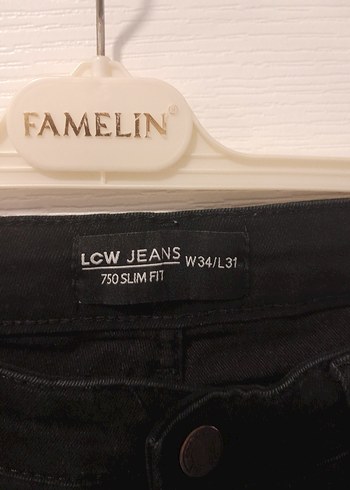 FAMELiN®
LCW JEANS W34/L31
750 SLIM FIT